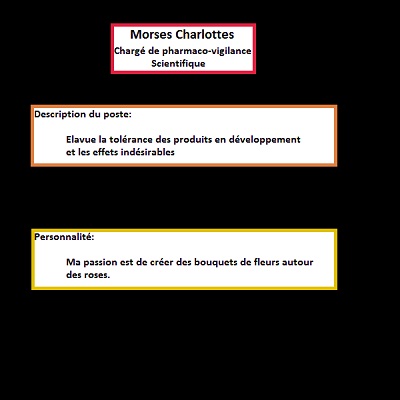 Morses Charlottes
Chargé de pharmaco-vigilance
Scientifique
Description du poste:
Elavue la tolérance des produits en développement
et les effets indésirables
Personnalité:
Ma passion est de créer des bouquets de fleurs autour
des roses.